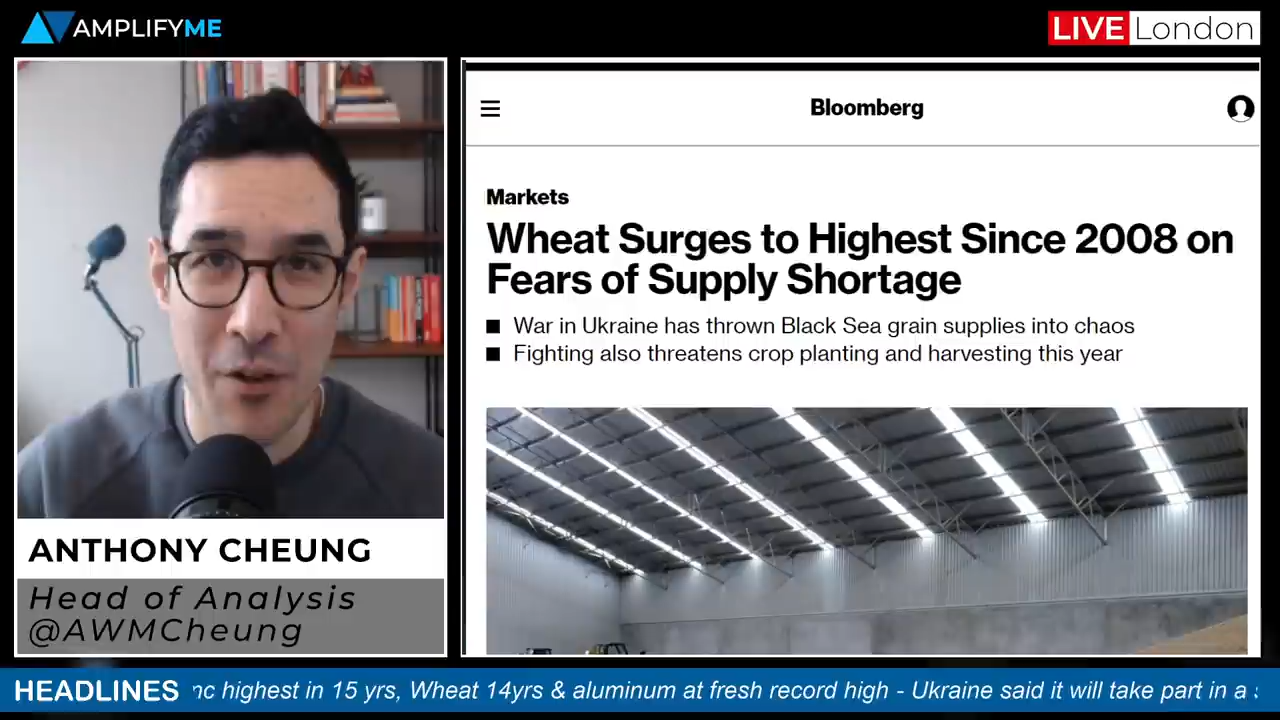 AMPLIFYME
LIVE London
Bloomberg
Markets
Wheat Surges to Highest Since 2008 on
Fears of Supply Shortage
■ War in Ukraine has thrown Black Sea grain supplies into chaos
■ Fighting also threatens crop planting and harvesting this year
ANTHONY CHEUNG
Head of Analysis
@AWMCheung
HEADLINES highest in 15 yrs, Wheat 14yrs & aluminum at fresh record high - Ukraine said it will take part in a